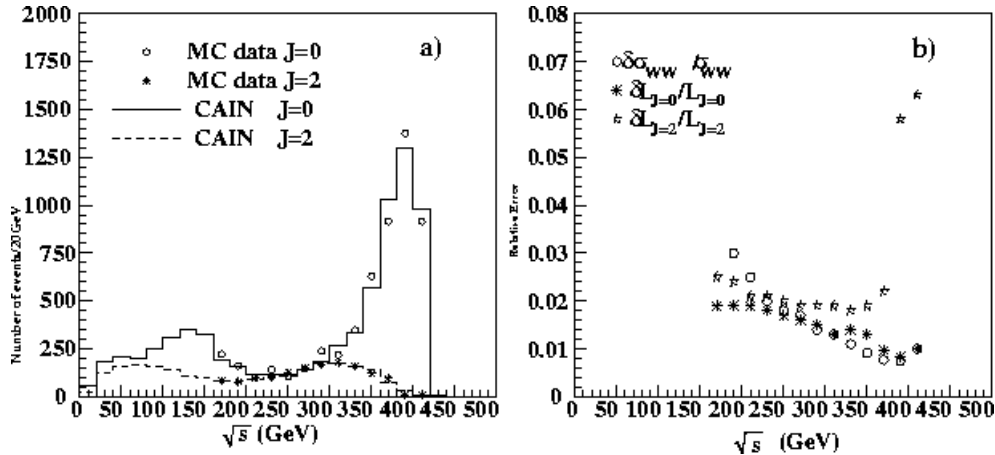 2000
1750
1500
1250
1000
750
500
250
0
Number of events/20 GeV
a)
MC data J=0
MC data J=2
CAIN J=0
CAIN J=2
0 50 100 150 200 250 300 350 400 450 500
√s (GeV)
0.08
0.07
0.06
0.05
0.04
0.03
0.02
0.01
0
Relative Error
b)
δσWW /σWW
δLJ=0/LJ=0
δLJ=2/LJ=2
0 50 100 150 200 250 300 350 400 450 500
√s (GeV)